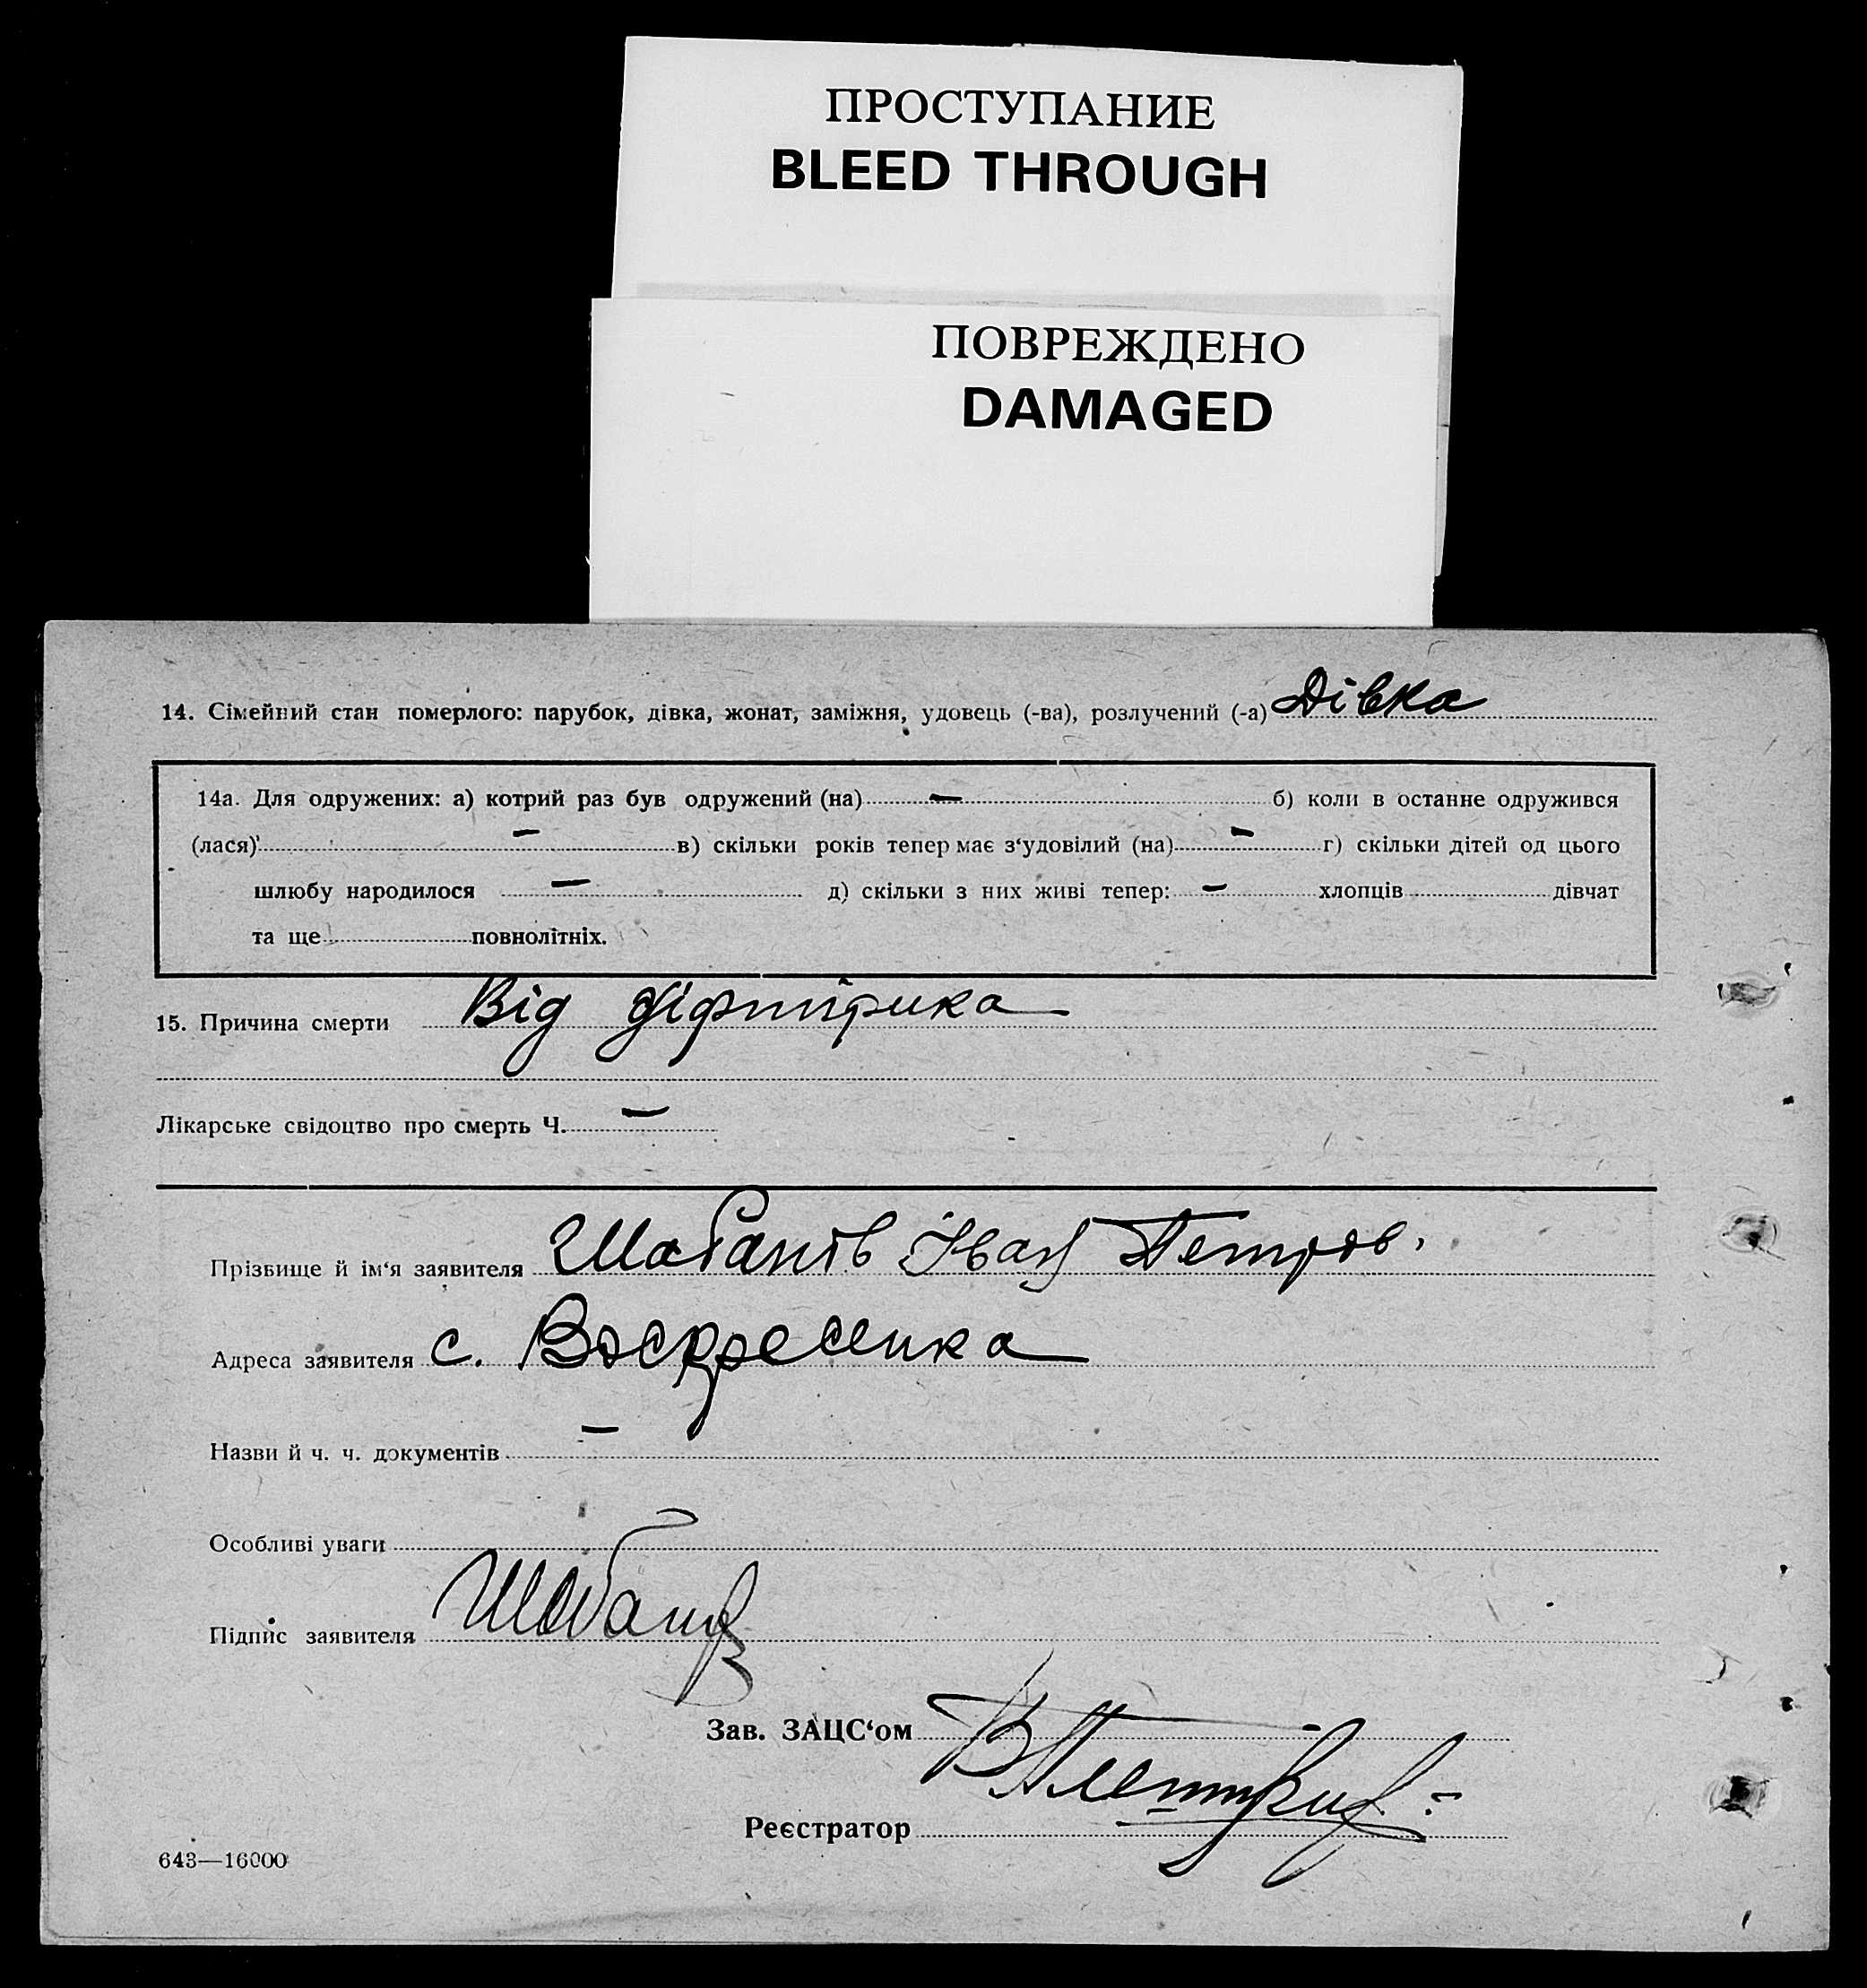 ПРОСТУПАНИЕ
BLEED THROUGH
ПОВРЕЖДЕНО
DAMAGED
14. Сімейний стан померлого: парубок, дівка, жонат, заміжня, удовець (-ва), розлучений (-а) Дівка
14а. Для одружених: а) котрий раз був одружений (на) — б) коли в останне одружився
(лася) — в) скільки років тепер має з‘удовілий (на) — г) скільки дітей од цього
шлюбу народилося — д) скільки з них живі тепер: — хлопців дівчат
та ще повнолітніх.
15. Причина смерти Від діфтірика
Лікарське свідоцтво про смерть Ч. —
Прізвище й ім‘я заявителя Шабанів Іван Петров.
Адреса заявителя с. Воскресенка
Назви й ч. ч. документів —
Особливі уваги
Підпис заявителя Шабанов
Зав. ЗАЦС‘ом
Реєстратор
643—16000